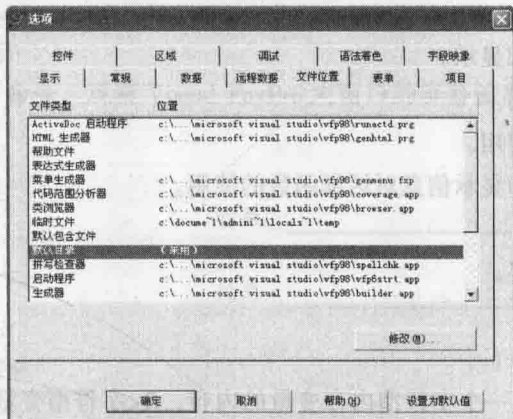 选项
控件 区域 调试 语法着色 字段映象
显示 常规 数据 远程数据 文件位置 表单 项目
文件类型 位置
ActiveDoc 启动程序 c:\...\microsoft visual studio\vfp98\runactd.prg
HTML 生成器 c:\...\microsoft visual studio\vfp98\genhtml.prg
帮助文件
表达式生成器
菜单生成器 c:\...\microsoft visual studio\vfp98\genmenu.fxp
代码范围分析器 c:\...\microsoft visual studio\vfp98\coverage.app
类浏览器 c:\...\microsoft visual studio\vfp98\browser.app
临时文件 c:\docume~1\admini~1\locals~1\temp
默认包含文件
默认目录 (未用)
拼写检查器 c:\...\microsoft visual studio\vfp98\spellchk.app
启动程序 c:\...\microsoft visual studio\vfp98\vfp6strt.app
生成器 c:\...\microsoft visual studio\vfp98\builder.app
修改(M)...
确定 取消 帮助(H) 设置为默认值